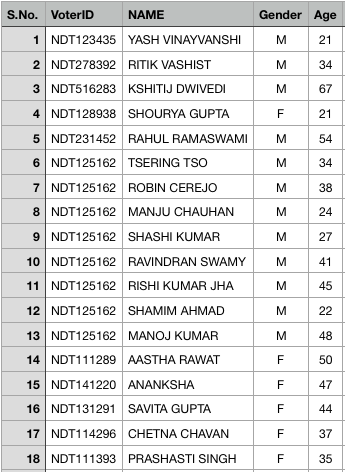 S.No. VoterID NAME Gender Age
1 NDT123435 YASH VINAYVANSHI M 21
2 NDT278392 RITIK VASHIST M 34
3 NDT516283 KSHITIJ DWIVEDI M 67
4 NDT128938 SHOURYA GUPTA F 21
5 NDT231452 RAHUL RAMASWAMI M 54
6 NDT125162 TSERING TSO M 34
7 NDT125162 ROBIN CEREJO M 38
8 NDT125162 MANJU CHAUHAN M 24
9 NDT125162 SHASHI KUMAR M 27
10 NDT125162 RAVINDRAN SWAMY M 41
11 NDT125162 RISHI KUMAR JHA M 45
12 NDT125162 SHAMIM AHMAD M 22
13 NDT125162 MANOJ KUMAR M 48
14 NDT111289 AASTHA RAWAT F 50
15 NDT141220 ANANKSHA F 47
16 NDT131291 SAVITA GUPTA F 44
17 NDT114296 CHETNA CHAVAN F 37
18 NDT111393 PRASHASTI SINGH F 35